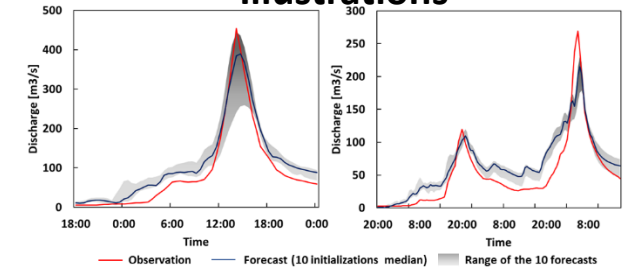 Illustrations
500
400
300
200
100
0
Discharge [m3/s]
18:00 0:00 6:00 12:00 18:00 0:00
Time
300
250
200
150
100
50
0
Discharge [m3/s]
20:00 8:00 20:00 8:00 20:00 8:00
Time
Observation Forecast (10 initializations median) Range of the 10 forecasts